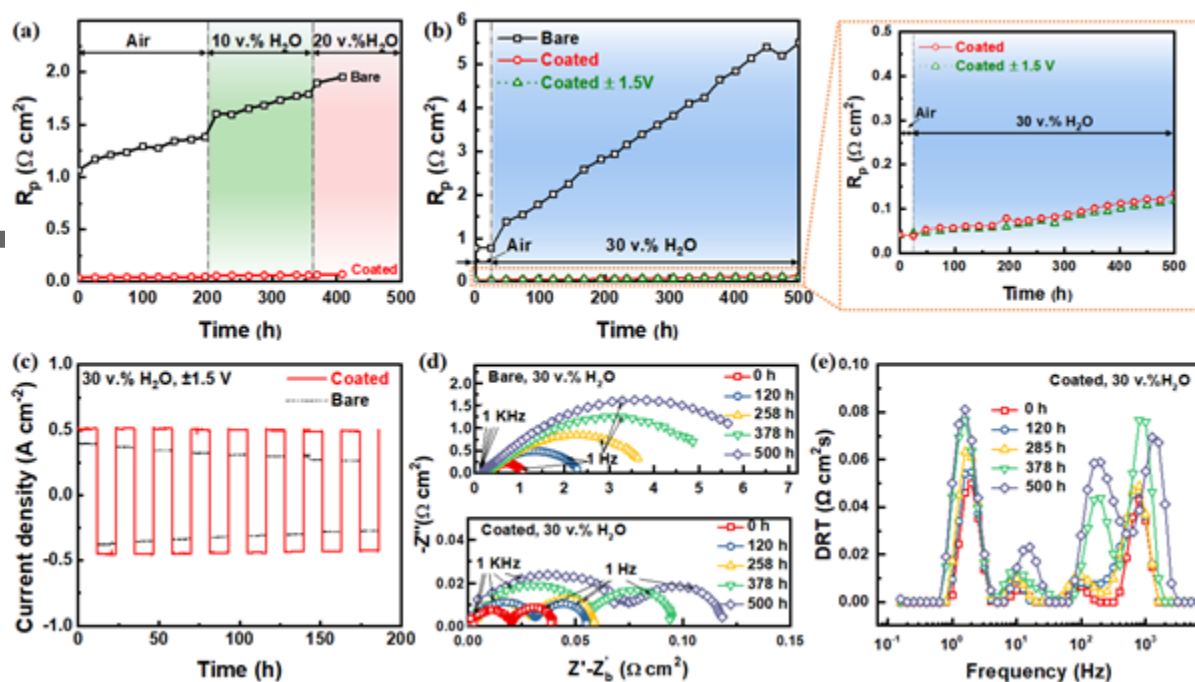 (a)
Air
10 v.% H₂O
20 v.%H₂O
Bare
Coated
Rₚ (Ω cm²)
2.0
1.5
1.0
0.5
0.0
0
100
200
300
400
500
Time (h)
(b)
Bare
Coated
Coated ± 1.5V
Air
30 v.% H₂O
Rₚ (Ω cm²)
6
5
4
3
2
1
0
0
100
200
300
400
500
Time (h)
Coated
Coated ± 1.5 V
Air
30 v.% H₂O
Rₚ (Ω cm²)
0.5
0.4
0.3
0.2
0.1
0.0
0
100
200
300
400
500
Time (h)
(c)
30 v.% H₂O, ±1.5 V
Coated
Bare
Current density (A cm⁻²)
1.0
0.5
0.0
-0.5
-1.0
0
50
100
150
200
Time (h)
(d)
Bare, 30 v.% H₂O
1 KHz
1 Hz
0 h
120 h
258 h
378 h
500 h
2.0
1.5
1.0
0.5
0.0
0
1
2
3
4
5
6
7
-Z''(Ω cm²)
Coated, 30 v.% H₂O
1 KHz
1 Hz
0 h
120 h
258 h
378 h
500 h
0.04
0.02
0.00
0.00
0.05
0.10
0.15
(Ω cm²)
(e)
Coated, 30 v.%H₂O
0 h
120 h
285 h
378 h
500 h
DRT (Ω cm²s)
0.10
0.08
0.06
0.04
0.02
0.00
10⁻¹
10⁰
10¹
10²
10³
Frequency (Hz)